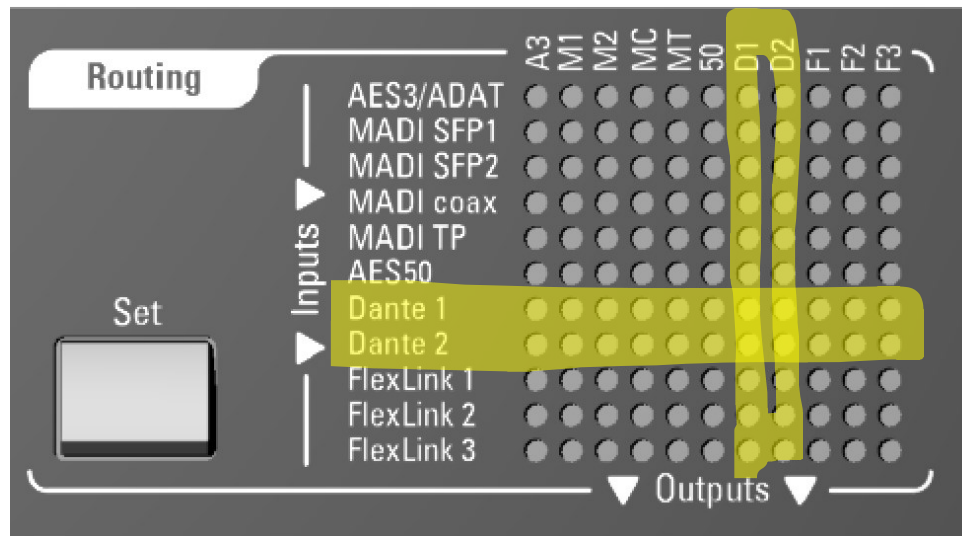 Routing
A3 M1 M2 MC MT 50 D1 D2 F1 F2 F3
AES3/ADAT
MADI SFP1
MADI SFP2
MADI coax
MADI TP
AES50
Dante 1
Dante 2
FlexLink 1
FlexLink 2
FlexLink 3
Inputs
Set
Outputs